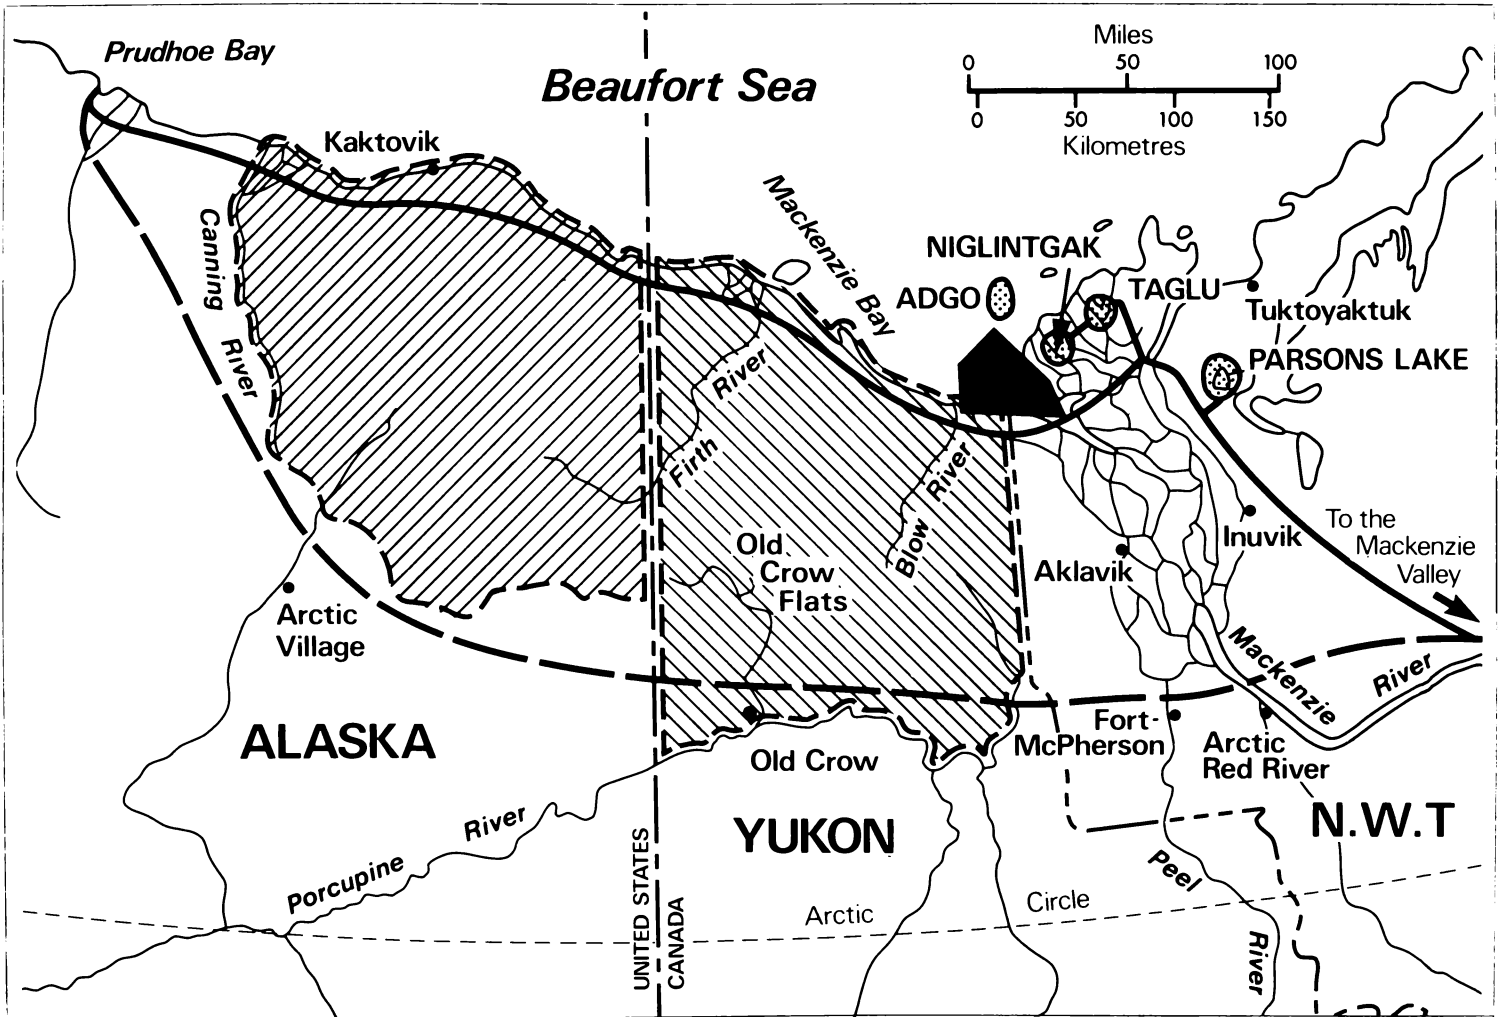 Prudhoe Bay
Beaufort Sea
Miles
0 50 100
0 50 100 150
Kilometres
Kaktovik
Mackenzie Bay
NIGLINTGAK
ADGO
TAGLU
Tuktoyaktuk
PARSONS LAKE
Canning
River
Firth
River
Blow
River
Old
Crow
Flats
Aklavik
Inuvik
To the
Mackenzie
Valley
Arctic
Village
Mackenzie
River
ALASKA
Old Crow
Fort-
McPherson
Arctic
Red River
YUKON
N.W.T
Porcupine
River
Peel
River
Arctic
Circle
UNITED STATES
CANADA